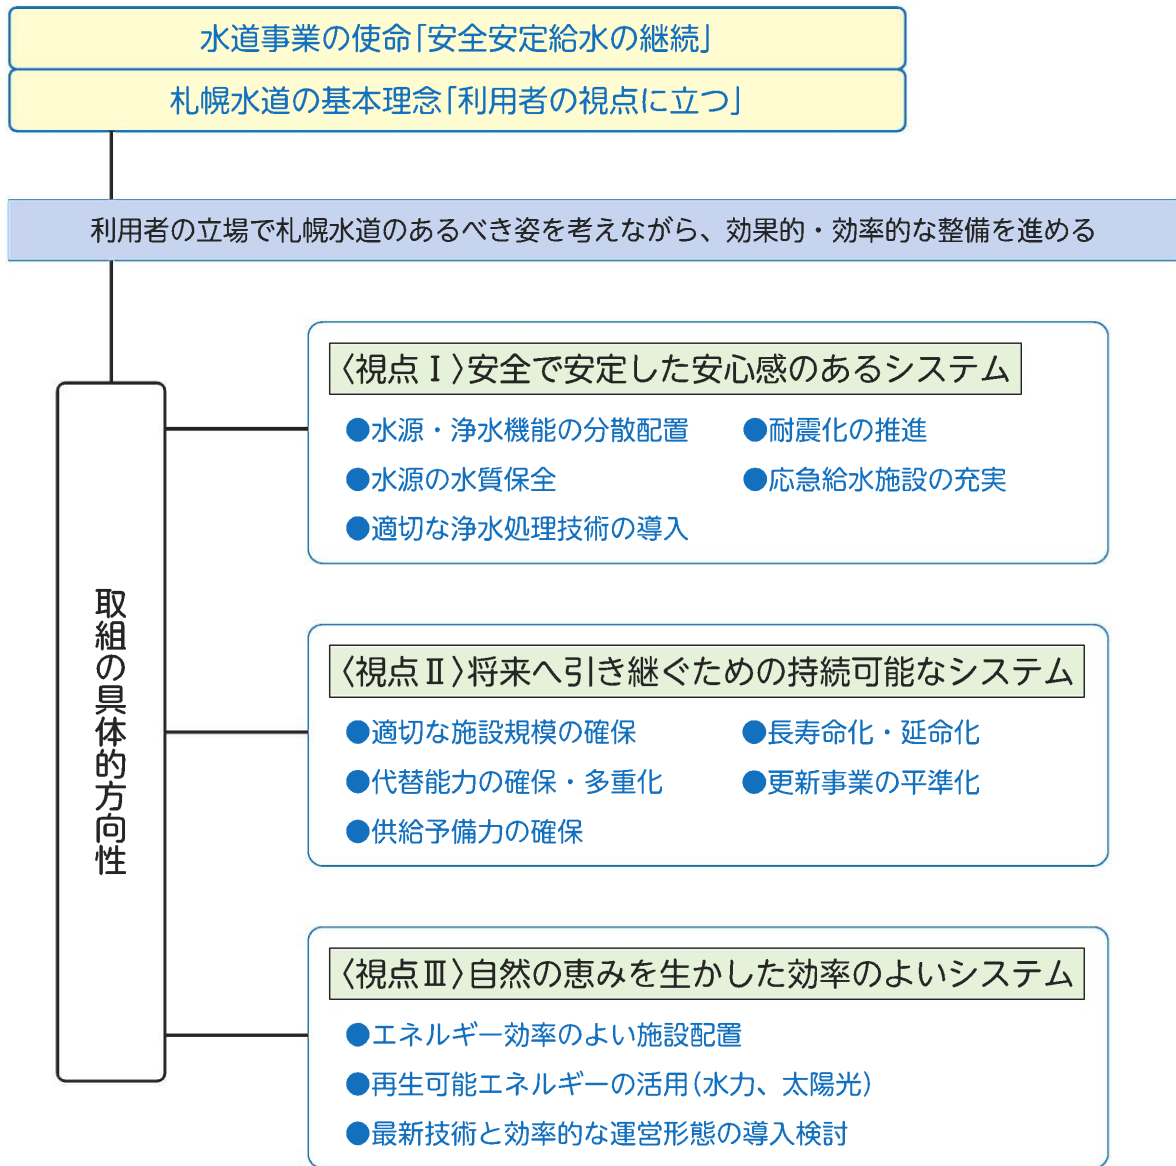 水道事業の使命「安全安定給水の継続」
札幌水道の基本理念「利用者の視点に立つ」
利用者の立場で札幌水道のあるべき姿を考えながら、効果的・効率的な整備を進める
取組の具体的方向性
〈視点Ⅰ〉安全で安定した安心感のあるシステム
●水源・浄水機能の分散配置
●水源の水質保全
●適切な浄水処理技術の導入
●耐震化の推進
●応急給水施設の充実
〈視点Ⅱ〉将来へ引き継ぐための持続可能なシステム
●適切な施設規模の確保
●代替能力の確保・多重化
●供給予備力の確保
●長寿命化・延命化
●更新事業の平準化
〈視点Ⅲ〉自然の恵みを生かした効率のよいシステム
●エネルギー効率のよい施設配置
●再生可能エネルギーの活用(水力、太陽光)
●最新技術と効率的な運営形態の導入検討